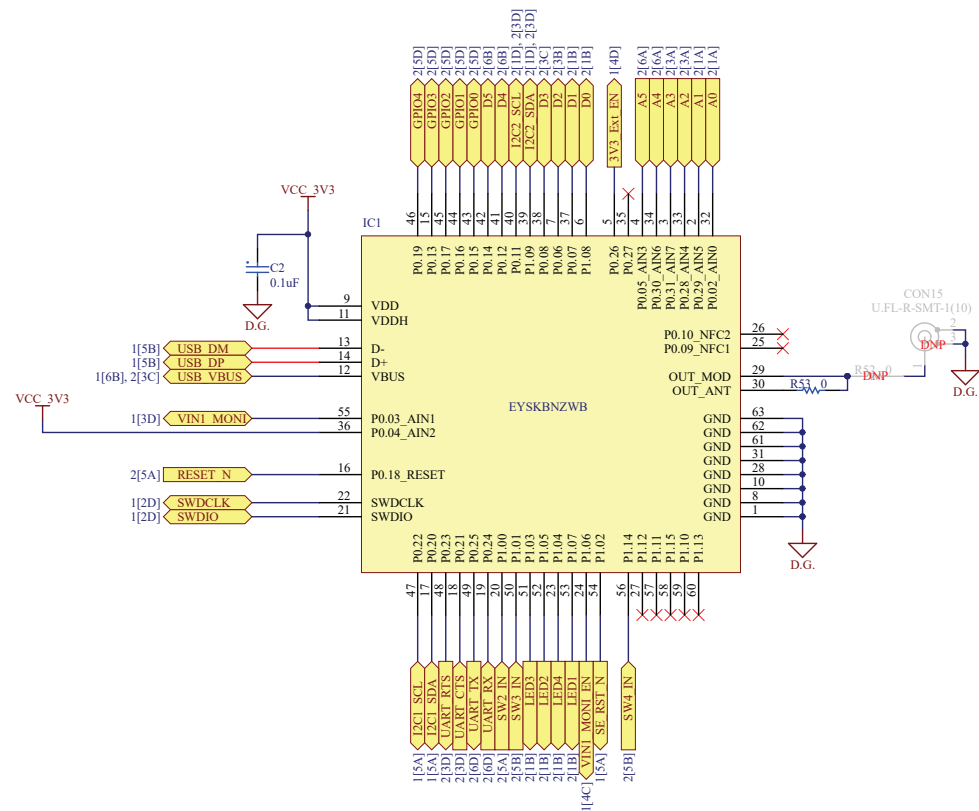 2[5D]
2[5D]
2[5D]
2[5D]
2[5D]
2[6B]
2[6B]
2[1D], 2[3D]
2[1D], 2[3D]
2[3C]
2[3B]
2[1B]
2[1B]
1[4D]
2[6A]
2[6A]
2[3A]
2[3A]
2[1A]
2[1A]
GPIO4
GPIO3
GPIO2
GPIO1
GPIO0
D5
D4
I2C2_SCL
I2C2_SDA
D3
D2
D1
D0
3V3_Ext_EN
A5
A4
A3
A2
A1
A0
46
15
45
44
43
42
41
40
39
38
7
37
6
5
35
4
34
3
33
2
32
VCC_3V3
IC1
P0.19
P0.13
P0.17
P0.16
P0.15
P0.14
P0.12
P0.11
P1.09
P0.08
P0.06
P0.07
P1.08
P0.26
P0.27
P0.05_AIN3
P0.30_AIN6
P0.31_AIN7
P0.28_AIN4
P0.29_AIN5
P0.02_AIN0
C2
0.1uF
D.G.
CON15
U.FL-R-SMT-1(10)
9 VDD
11 VDDH
1[5B] USB_DM 13 D-
1[5B] USB_DP 14 D+
1[6B], 2[3C] USB_VBUS 12 VBUS
VCC_3V3
1[3D] VIN1_MONI 55 P0.03_AIN1
36 P0.04_AIN2
2[5A] RESET_N 16 P0.18_RESET
1[2D] SWDCLK 22 SWDCLK
1[2D] SWDIO 21 SWDIO
EYSKBNZWB
P0.10_NFC2 26
P0.09_NFC1 25
OUT_MOD 29
OUT_ANT 30
R53 0
DNP
DNP
1
2
3
D.G.
GND 63
GND 62
GND 61
GND 31
GND 28
GND 10
GND 8
GND 1
D.G.
P0.22
P0.20
P0.23
P0.21
P0.25
P0.24
P1.00
P1.01
P1.03
P1.05
P1.04
P1.07
P1.06
P1.02
P1.14
P1.12
P1.11
P1.15
P1.10
P1.13
47
17
48
18
49
19
20
50
51
52
23
53
24
54
56
27
57
58
59
60
I2C1_SCL
I2C1_SDA
UART_RTS
UART_CTS
UART_TX
UART_RX
SW2_IN
SW3_IN
LED3
LED2
LED4
LED1
VIN1_MONI_EN
SE_RST_N
SW4_IN
1[5A]
1[5A]
2[3D]
2[3D]
2[6D]
2[6D]
2[5A]
2[5B]
2[1B]
2[1B]
2[1B]
2[1B]
1[4C]
1[5A]
2[5B]